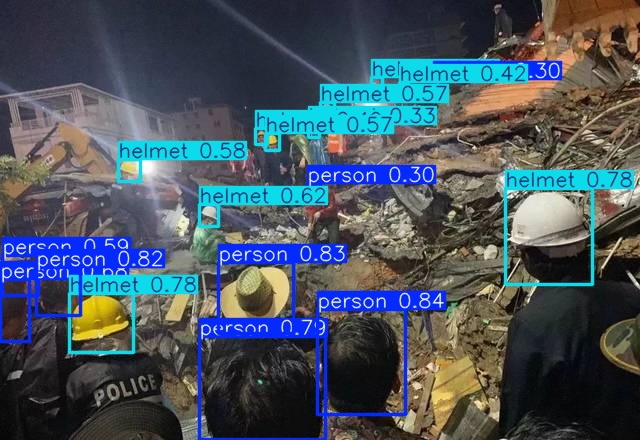 helmet 0.42
.30
helmet 0.57
0.33
helmet 0.57
helmet 0.58
person 0.30
helmet 0.78
helmet 0.62
person 0.59
person 0.82
person 0.83
helmet 0.78
person 0.84
person 0.79
POLICE